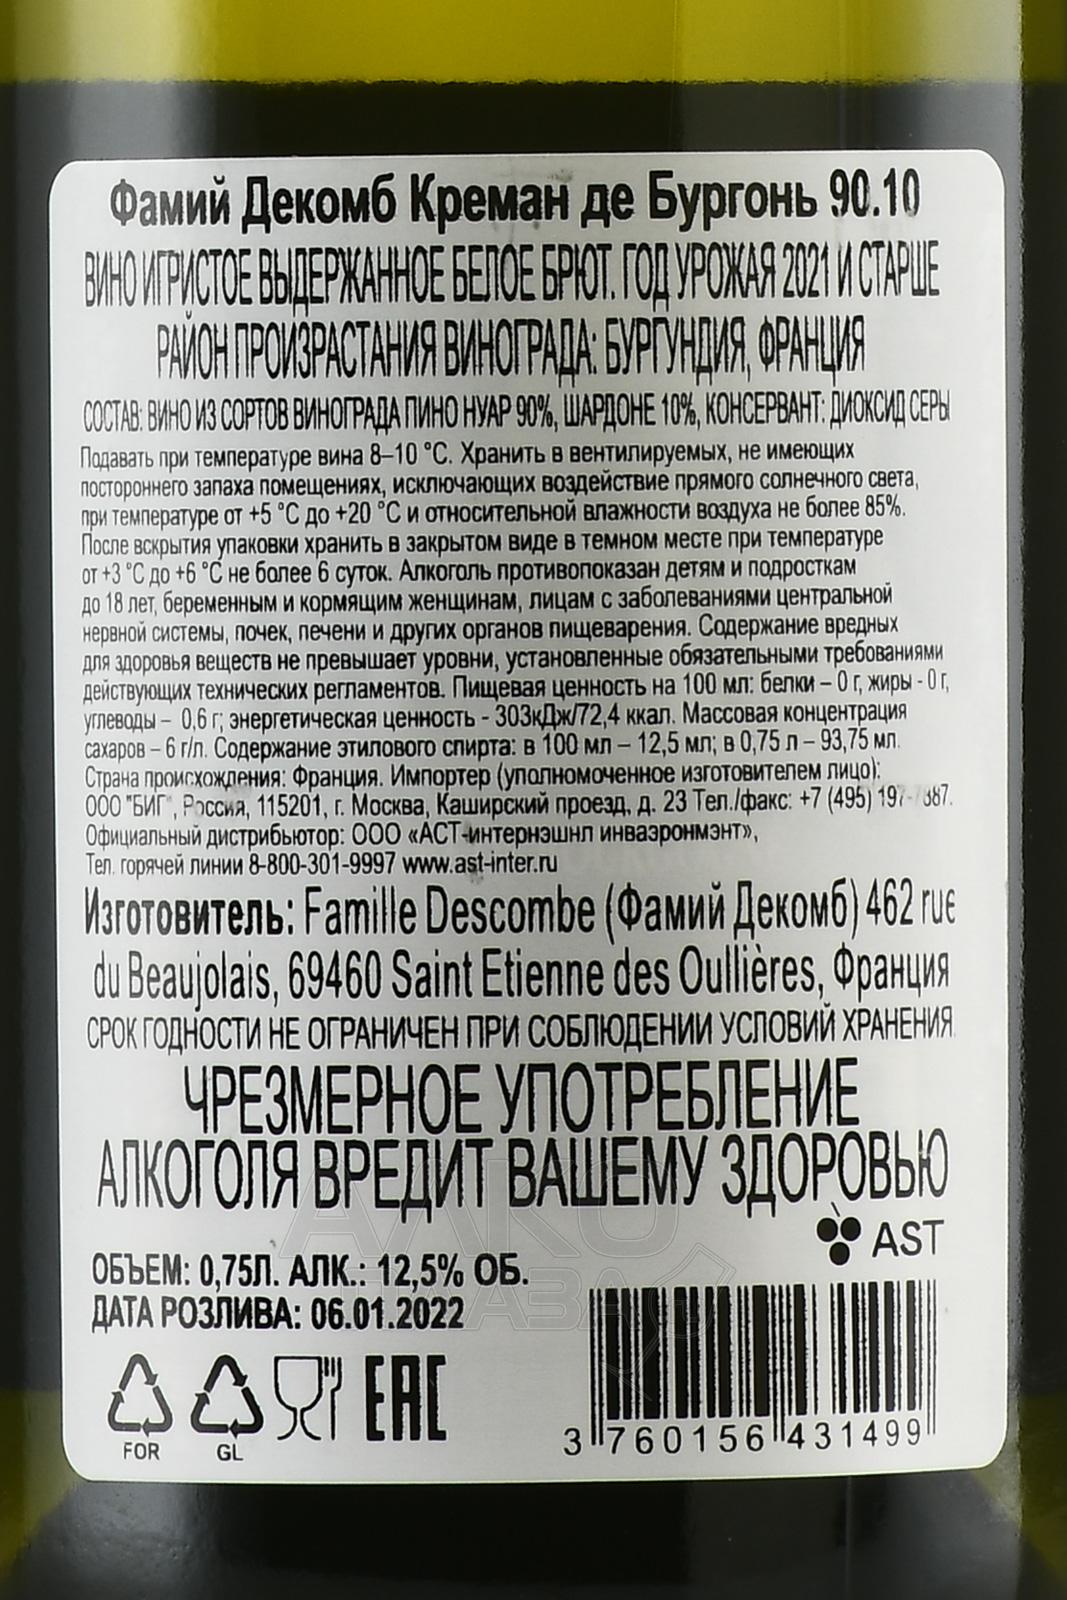 Фамий Декомб Креман де Бургонь 90.10
ВИНО ИГРИСТОЕ ВЫДЕРЖАННОЕ БЕЛОЕ БРЮТ. ГОД УРОЖАЯ 2021 И СТАРШЕ
РАЙОН ПРОИЗРАСТАНИЯ ВИНОГРАДА: БУРГУНДИЯ, ФРАНЦИЯ
СОСТАВ: ВИНО ИЗ СОРТОВ ВИНОГРАДА ПИНО НУАР 90%, ШАРДОНЕ 10%, КОНСЕРВАНТ: ДИОКСИД СЕРЫ
Подавать при температуре вина 8–10 °С. Хранить в вентилируемых, не имеющих
постороннего запаха помещениях, исключающих воздействие прямого солнечного света,
при температуре от +5 °С до +20 °С и относительной влажности воздуха не более 85%.
После вскрытия упаковки хранить в закрытом виде в темном месте при температуре
от +3 °С до +6 °С не более 6 суток. Алкоголь противопоказан детям и подросткам
до 18 лет, беременным и кормящим женщинам, лицам с заболеваниями центральной
нервной системы, почек, печени и других органов пищеварения. Содержание вредных
для здоровья веществ не превышает уровни, установленные обязательными требованиями
действующих технических регламентов. Пищевая ценность на 100 мл: белки – 0 г, жиры - 0 г,
углеводы – 0,6 г; энергетическая ценность - 303кДж/72,4 ккал. Массовая концентрация
сахаров – 6 г/л. Содержание этилового спирта: в 100 мл – 12,5 мл; в 0,75 л – 93,75 мл.
Страна происхождения: Франция. Импортер (уполномоченное изготовителем лицо):
ООО "БИГ", Россия, 115201, г. Москва, Каширский проезд, д. 23 Тел./факс: +7 (495)
Официальный дистрибьютор: ООО «АСТ-интернэшнл инваэронмэнт»,
Тел. горячей линии 8-800-301-9997 www.ast-inter.ru
Изготовитель: Famille Descombe (Фамий Декомб) 462 rue
du Beaujolais, 69460 Saint Etienne des Oullières, Франция
СРОК ГОДНОСТИ НЕ ОГРАНИЧЕН ПРИ СОБЛЮДЕНИИ УСЛОВИЙ ХРАНЕНИЯ
ЧРЕЗМЕРНОЕ УПОТРЕБЛЕНИЕ
АЛКОГОЛЯ ВРЕДИТ ВАШЕМУ ЗДОРОВЬЮ
AST
ОБЪЕМ: 0,75Л. АЛК.: 12,5% ОБ.
ДАТА РОЗЛИВА: 06.01.2022
FOR
GL
EAC
3 760156 431499
АЛКО
ПЛАЗА